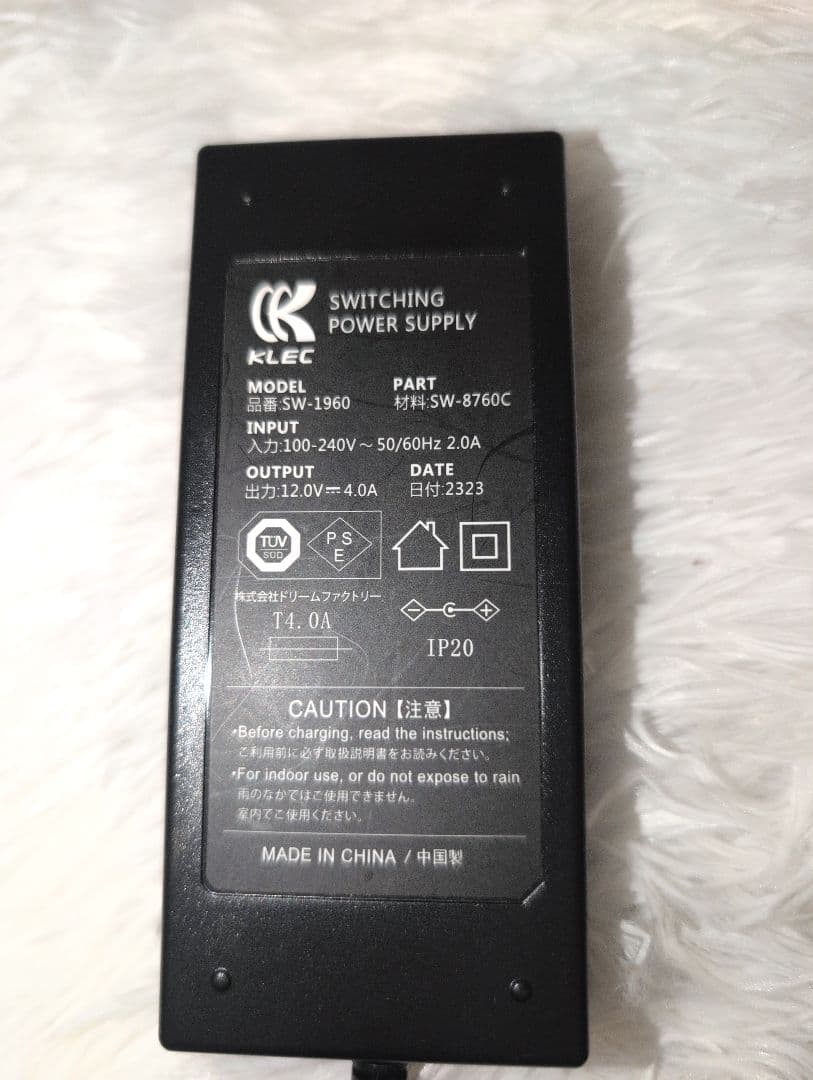 SWITCHING
POWER SUPPLY
KLEC
MODEL PART
品番:SW-1960 材料:SW-8760C
INPUT
入力:100-240V～50/60Hz 2.0A
OUTPUT DATE
出力:12.0V⎓4.0A 日付:2323
TÜV
SÜD
P S
E
株式会社ドリームファクトリー
T4.0A
IP20
CAUTION【注意】
•Before charging, read the instructions;
ご利用前に必ず取扱説明書をお読みください。
•For indoor use, or do not expose to rain
雨のなかではご使用できません。
室内でご使用ください。
MADE IN CHINA / 中国製